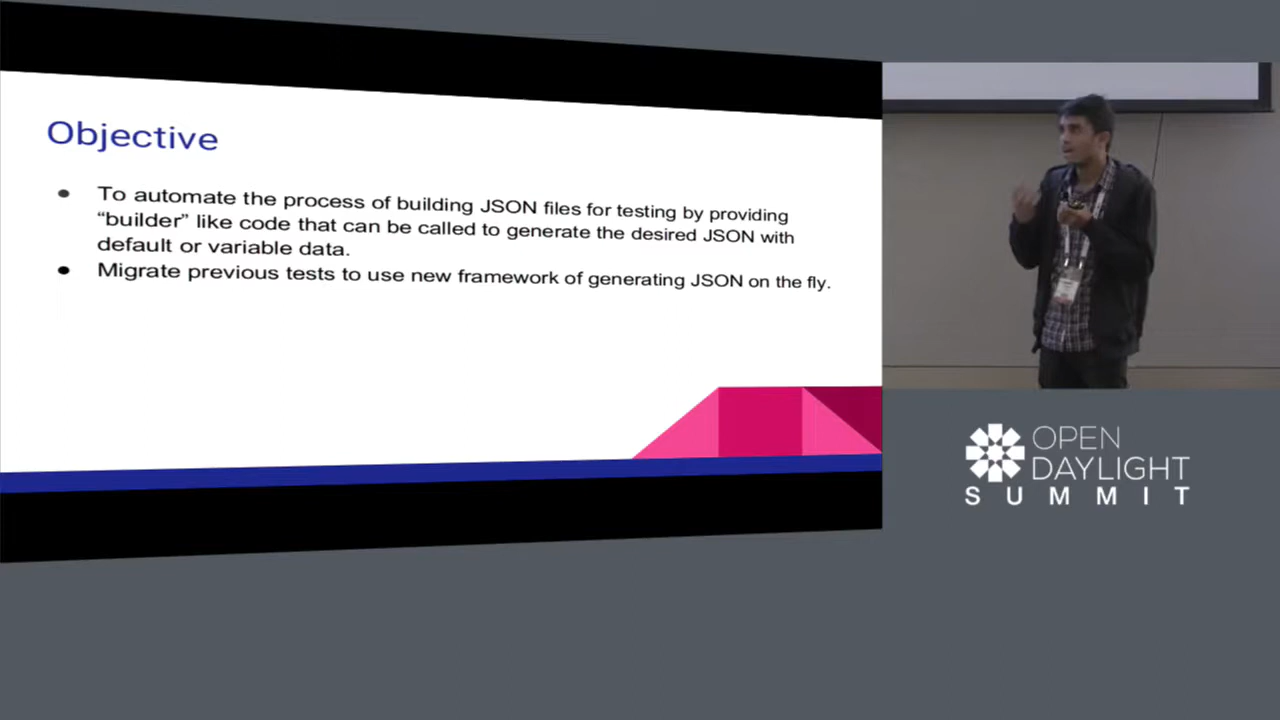 Objective
● To automate the process of building JSON files for testing by providing
“builder” like code that can be called to generate the desired JSON with
default or variable data.
● Migrate previous tests to use new framework of generating JSON on the fly.
OPEN
DAYLIGHT
SUMMIT